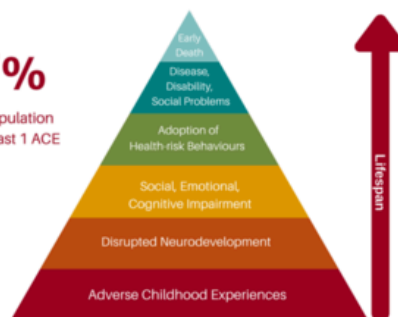 %
pulation
ast 1 ACE
Early
Death
Disease,
Disability,
Social Problems
Adoption of
Health-risk Behaviours
Social, Emotional,
Cognitive Impairment
Disrupted Neurodevelopment
Adverse Childhood Experiences
Lifespan